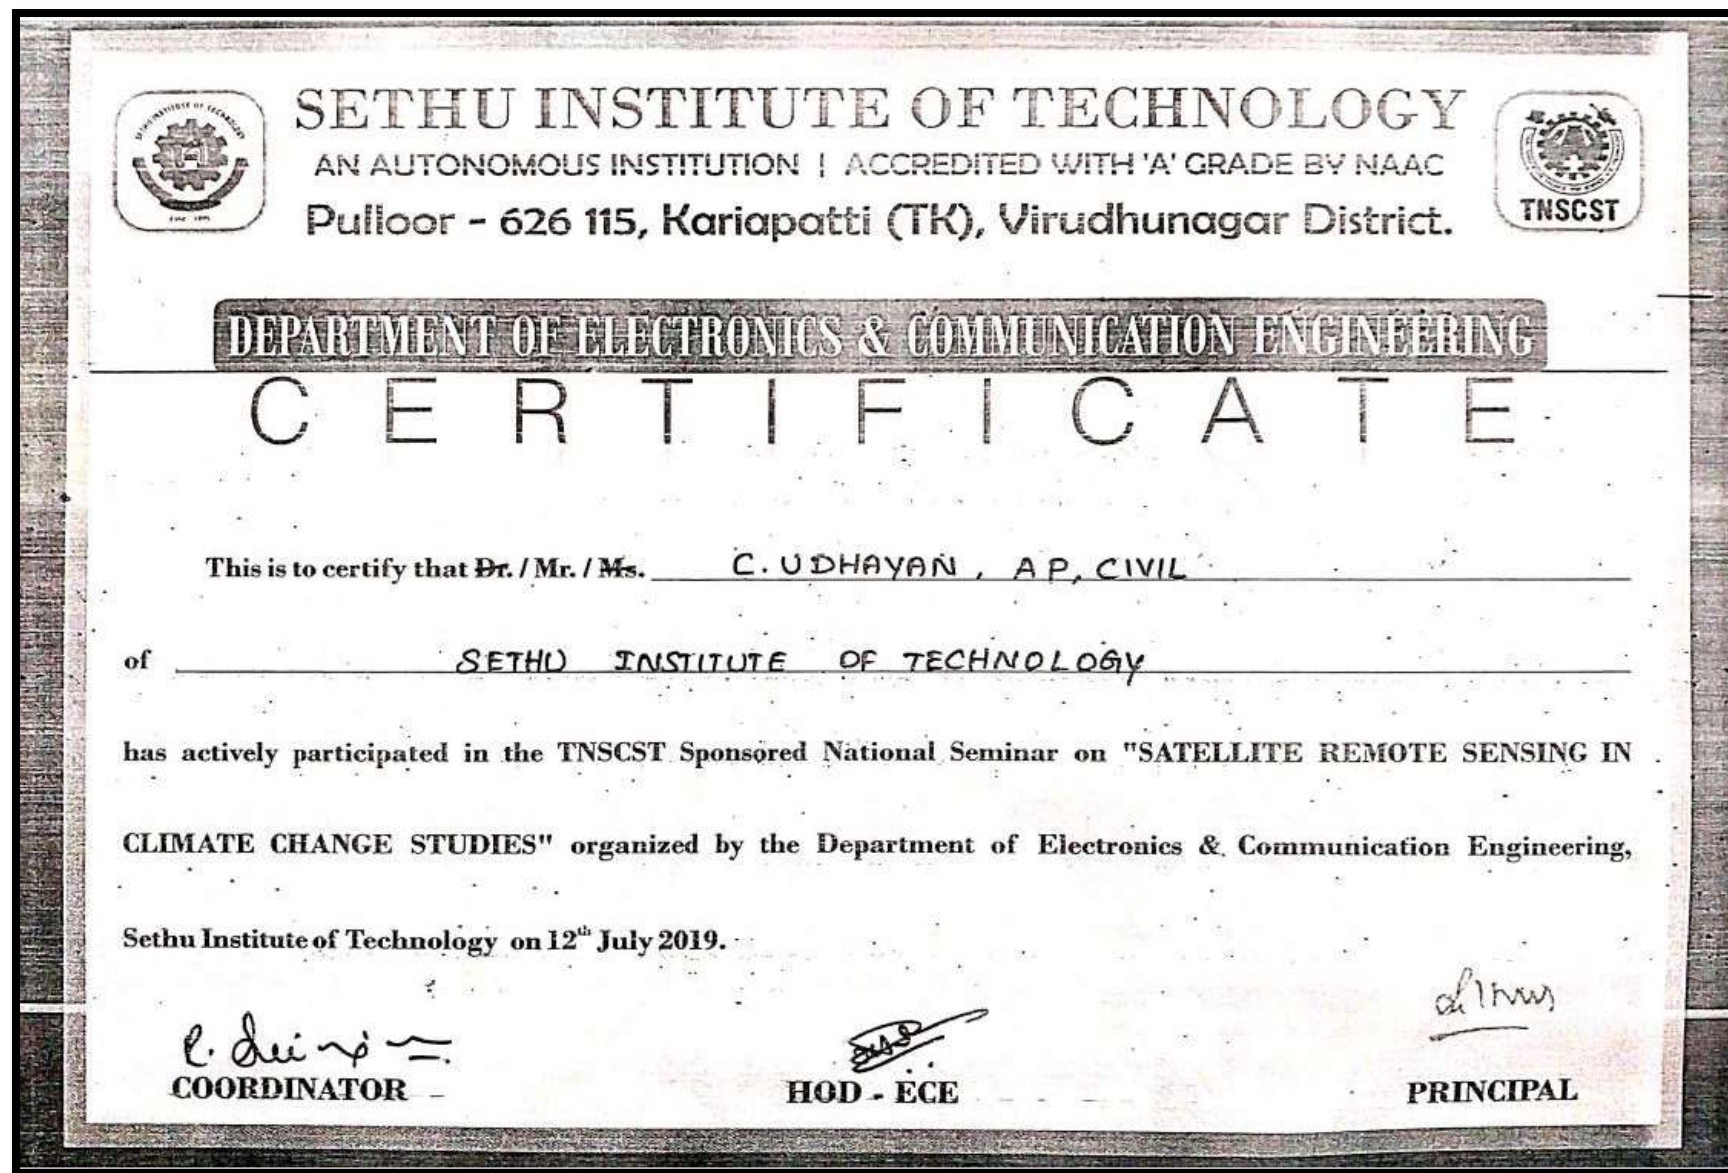 SETHU INSTITUTE OF TECHNOLOGY
AN AUTONOMOUS INSTITUTION | ACCREDITED WITH 'A' GRADE BY NAAC
Pulloor - 626 115, Kariapatti (TK), Virudhunagar District.
TNSCST
DEPARTMENT OF ELECTRONICS & COMMUNICATION ENGINEERING
CERTIFICATE
This is to certify that Dr. / Mr. / Ms. C. UDHAYAN, AP, CIVIL
of SETHU INSTITUTE OF TECHNOLOGY
has actively participated in the TNSCST Sponsored National Seminar on "SATELLITE REMOTE SENSING IN
CLIMATE CHANGE STUDIES" organized by the Department of Electronics & Communication Engineering,
Sethu Institute of Technology on 12th July 2019.
COORDINATOR
HOD - ECE
PRINCIPAL